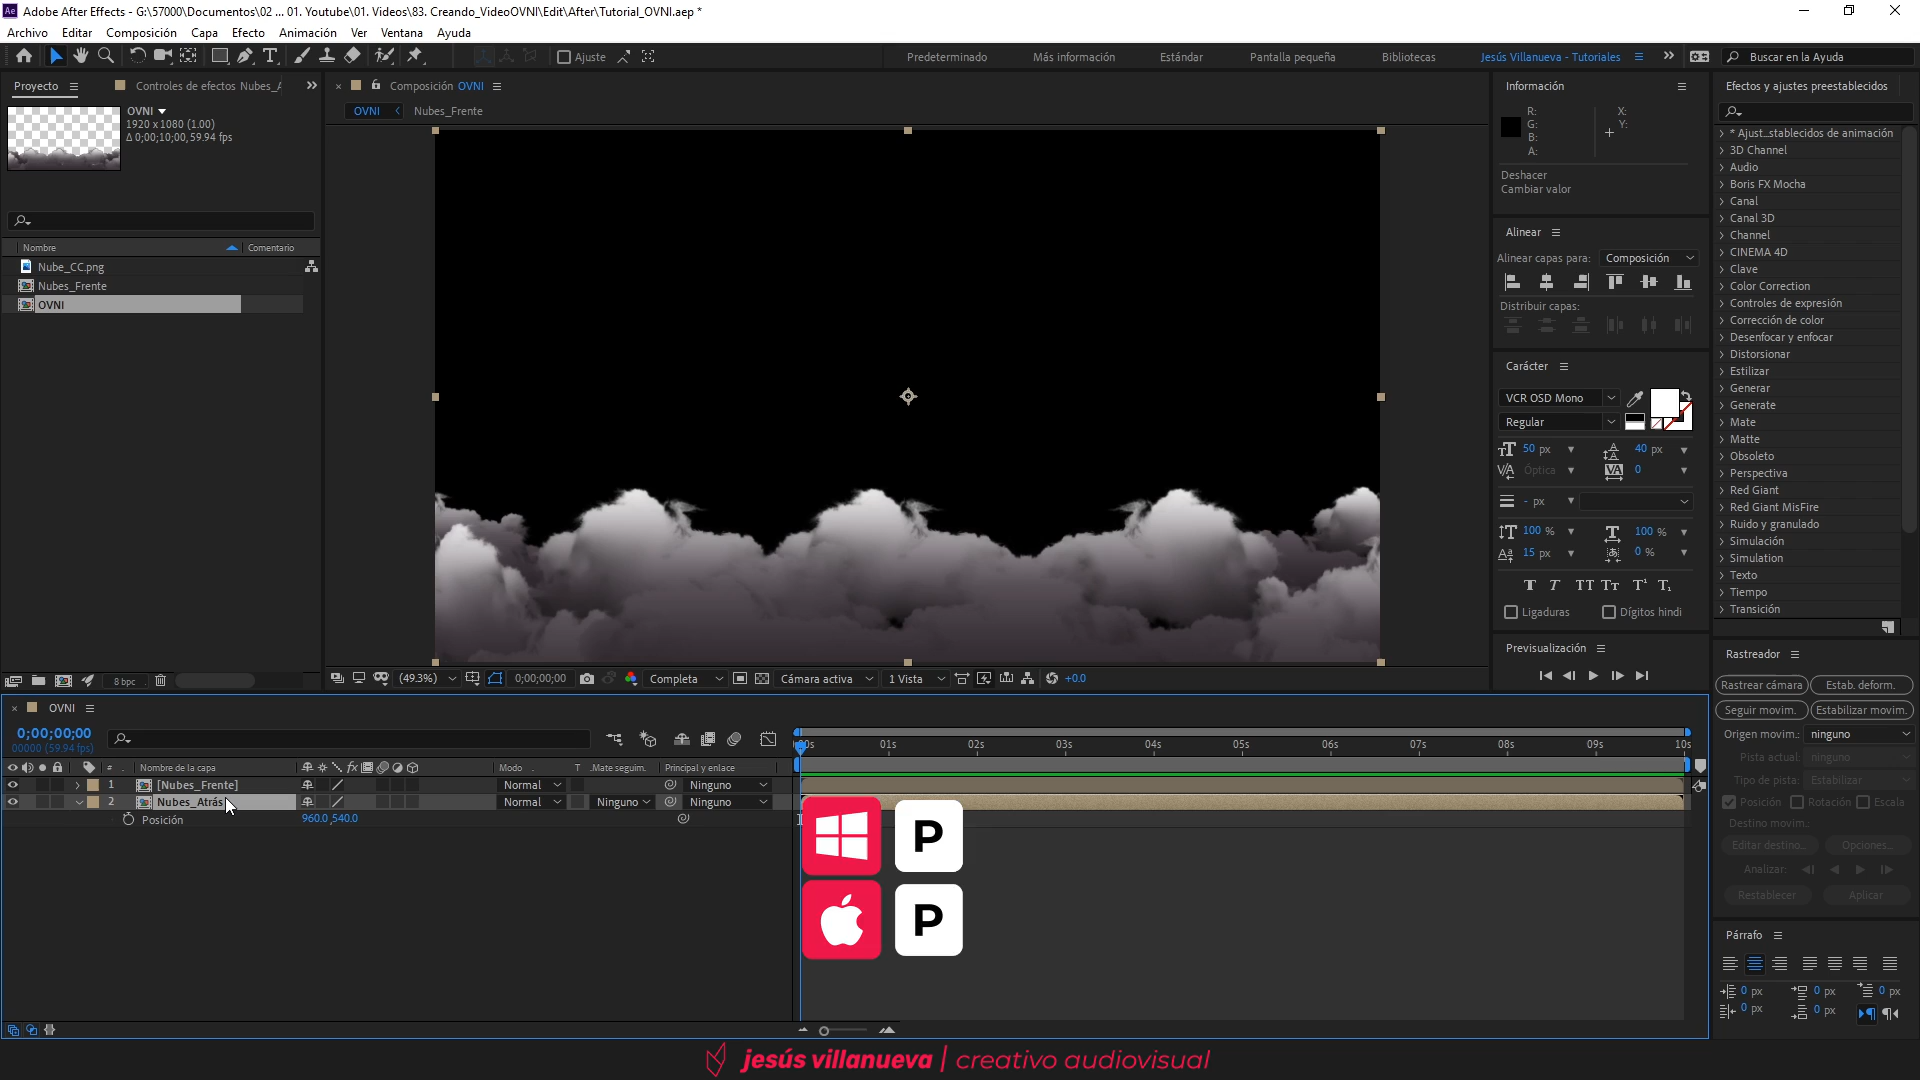 Adobe After Effects - G:\57000\Documentos\02 ... 01. Youtube\01. Videos\83. Creando_VideoOVNI\Edit\After\Tutorial_OVNI.aep *
Archivo Editar Composición Capa Efecto Animación Ver Ventana Ayuda
Ajuste
Predeterminado Más información Estándar Pantalla pequeña Bibliotecas Jesús Villanueva - Tutoriales
Buscar en la Ayuda
Proyecto
Controles de efectos Nubes_A
OVNI
1920 x 1080 (1.00)
Δ 0;00;10;00, 59.94 fps
Nombre Comentario
Nube_CC.png
Nubes_Frente
OVNI
8 bpc
Composición OVNI
OVNI Nubes_Frente
(49.3%) 0;00;00;00 Completa Cámara activa 1 Vista +0.0
Información
R:
G:
B:
A:
X:
Y:
Deshacer
Cambiar valor
Alinear
Alinear capas para: Composición
Distribuir capas:
Carácter
VCR OSD Mono
Regular
50 px 40 px
Óptica 0
- px
100 % 100 %
15 px 0 %
T T TT Tт T¹ T₁
Ligaduras Dígitos hindi
Previsualización
Efectos y ajustes preestablecidos
* Ajust...stablecidos de animación
3D Channel
Audio
Boris FX Mocha
Canal
Canal 3D
Channel
CINEMA 4D
Clave
Color Correction
Controles de expresión
Corrección de color
Desenfocar y enfocar
Distorsionar
Estilizar
Generar
Generate
Mate
Matte
Obsoleto
Perspectiva
Red Giant
Red Giant MisFire
Ruido y granulado
Simulación
Simulation
Texto
Tiempo
Transición
Rastreador
Rastrear cámara Estab. deform.
Seguir movim. Estabilizar movim.
Origen movim.: ninguno
Pista actual: ninguno
Tipo de pista: Estabilizar
Posición Rotación Escala
Destino movim.:
Editar destino... Opciones...
Analizar:
Restablecer Aplicar
Párrafo
0 px 0 px 0 px
0 px 0 px
OVNI
0;00;00;00
00000 (59.94 fps)
# Nombre de la capa fx Modo T .Mate seguim. Principal y enlace
1 [Nubes_Frente] Normal Ninguno
2 Nubes_Atrás Normal Ninguno Ninguno
Posición 960.0, 540.0
00s 01s 02s 03s 04s 05s 06s 07s 08s 09s 10s
P
P
jesús villanueva | creativo audiovisual